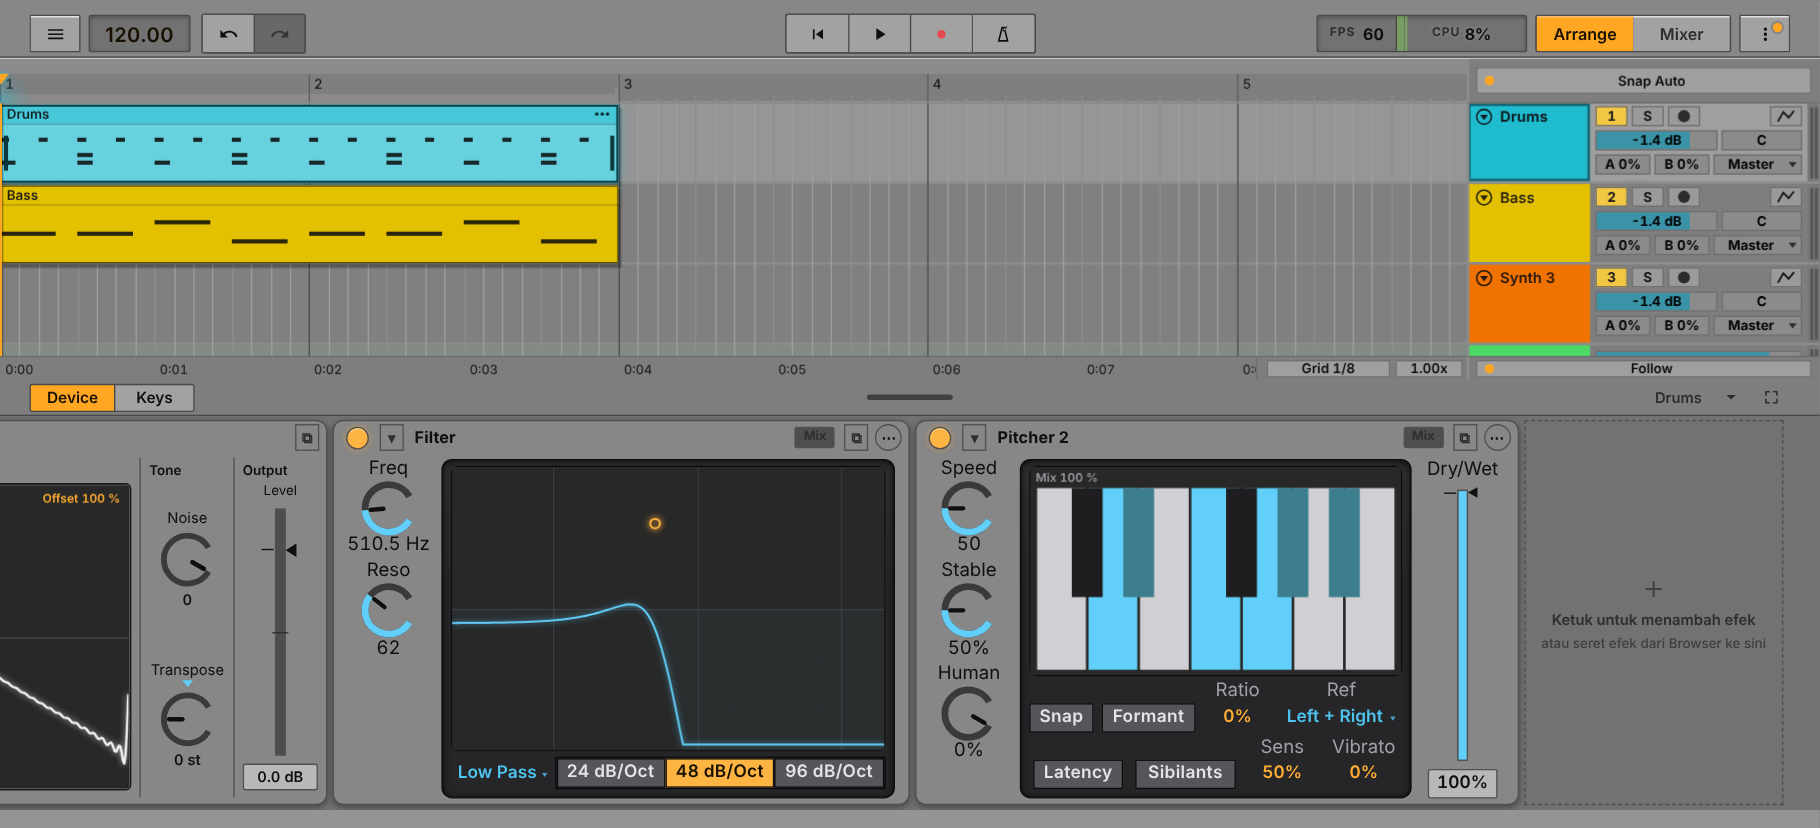 120.00
FPS 60
CPU 8%
Arrange
Mixer
1
2
3
4
5
Snap Auto
Drums
Bass
Drums
1
S
-1.4 dB
C
A 0%
B 0%
Master
Bass
2
S
-1.4 dB
C
A 0%
B 0%
Master
Synth 3
3
S
-1.4 dB
C
A 0%
B 0%
Master
0:00
0:01
0:02
0:03
0:04
0:05
0:06
0:07
Grid 1/8
1.00x
Follow
Device
Keys
Drums
Offset 100 %
Tone
Noise
0
Transpose
0 st
Output
Level
0.0 dB
Filter
Mix
Freq
510.5 Hz
Reso
62
Low Pass
24 dB/Oct
48 dB/Oct
96 dB/Oct
Pitcher 2
Mix
Speed
50
Stable
50%
Human
0%
Mix 100 %
Snap
Formant
Ratio
0%
Ref
Left + Right
Latency
Sibilants
Sens
50%
Vibrato
0%
Dry/Wet
100%
Ketuk untuk menambah efek
atau seret efek dari Browser ke sini